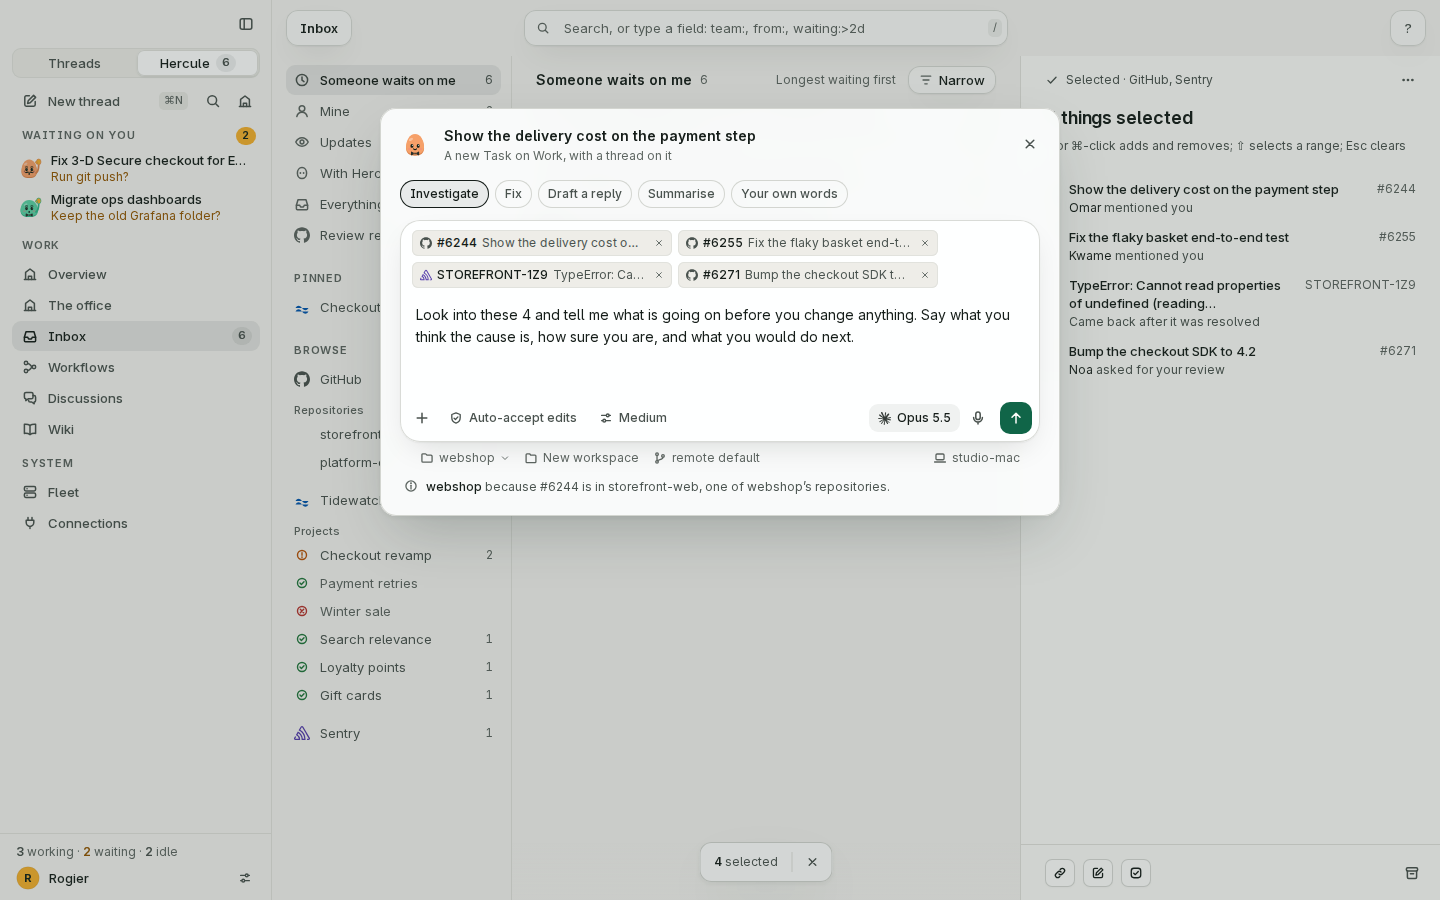 Inbox
Search, or type a field: team:, from:, waiting:>2d
/
?
Threads
Hercule 6
New thread
⌘N
WAITING ON YOU
2
Fix 3-D Secure checkout for E…
Run git push?
Migrate ops dashboards
Keep the old Grafana folder?
WORK
Overview
The office
Inbox
6
Workflows
Discussions
Wiki
SYSTEM
Fleet
Connections
3 working · 2 waiting · 2 idle
R
Rogier
Someone waits on me
6
Mine
Updates
With Herc
Everything
Review re
PINNED
Checkout
BROWSE
GitHub
Repositories
storefront
platform-
Tidewatc
Projects
Checkout revamp
2
Payment retries
Winter sale
Search relevance
1
Loyalty points
1
Gift cards
1
Sentry
1
Someone waits on me 6
Longest waiting first
Narrow
Show the delivery cost on the payment step
A new Task on Work, with a thread on it
Investigate
Fix
Draft a reply
Summarise
Your own words
#6244 Show the delivery cost o…
#6255 Fix the flaky basket end-t…
STOREFRONT-1Z9 TypeError: Ca…
#6271 Bump the checkout SDK t…
Look into these 4 and tell me what is going on before you change anything. Say what you
think the cause is, how sure you are, and what you would do next.
Auto-accept edits
Medium
Opus 5.5
webshop
New workspace
remote default
studio-mac
webshop because #6244 is in storefront-web, one of webshop’s repositories.
4 selected
Selected · GitHub, Sentry
things selected
or ⌘-click adds and removes; ⇧ selects a range; Esc clears
Show the delivery cost on the payment step
#6244
Omar mentioned you
Fix the flaky basket end-to-end test
#6255
Kwame mentioned you
TypeError: Cannot read properties
of undefined (reading…
STOREFRONT-1Z9
Came back after it was resolved
Bump the checkout SDK to 4.2
#6271
Noa asked for your review